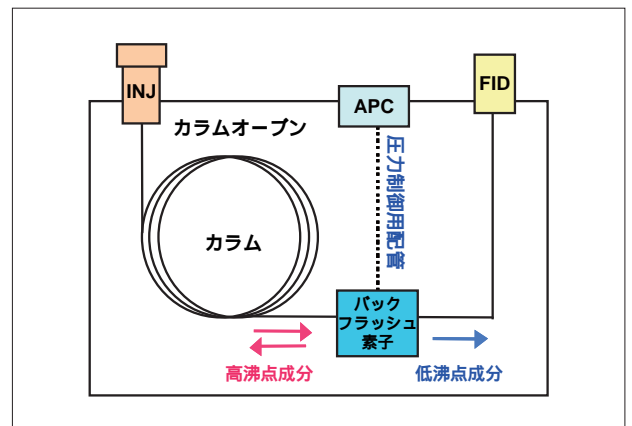 INJ
APC
FID
カラムオーブン
圧力制御用配管
カラム
バック
フラッシュ
素子
高沸点成分
低沸点成分